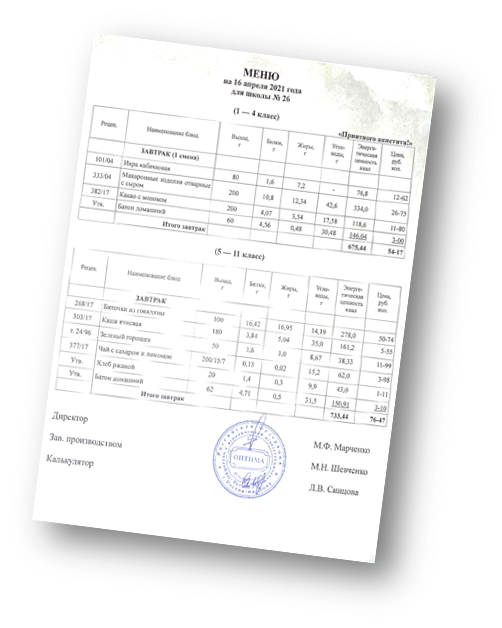 МЕНЮ
на 16 апреля 2021 года
для школы № 26
(1 — 4 класс)
«Приятного аппетита!»
Рецеп. Наименование блюд Выход, г Белки, г Жиры, г Угле-воды, г Энерге-тическая ценность ккал Цена, руб. коп.
ЗАВТРАК (1 смена)
101/04 Икра кабачковая 80 1,6 7,2 - 76,8 12-62
333/04 Макаронные изделия отварные с сыром 200 10,8 12,34 42,6 334,0 26-75
382/17 Какао с молоком 200 4,07 3,54 17,58 118,6 11-80
Утв. Батон домашний 60 4,56 0,48 30,48 146,04 3-00
Итого завтрак 675,44 54-17
(5 — 11 класс)
Рецеп. Наименование блюд Выход, г Белки, г Жиры, г Угле-воды, г Энерге-тическая ценность ккал Цена, руб. коп.
ЗАВТРАК
268/17 Биточки из говядины 100 16,42 16,95 14,19 278,0 50-74
303/17 Каша ячневая 180 3,84 5,04 35,0 161,2 5-55
т. 24/96 Зеленый горошек 50 1,6 1,0 8,67 38,33 11-99
377/17 Чай с сахаром и лимоном 200/15/7 0,13 0,02 15,2 62,0 3-98
Утв. Хлеб ржаной 20 1,4 0,3 9,9 43,0 1-11
Утв. Батон домашний 62 4,71 0,5 31,5 150,91 3-10
Итого завтрак 733,44 76-47
Директор М.Ф. Марченко
Зав. производством М.Н. Шевченко
Калькулятор Л.В. Синцова
ОПТИМА